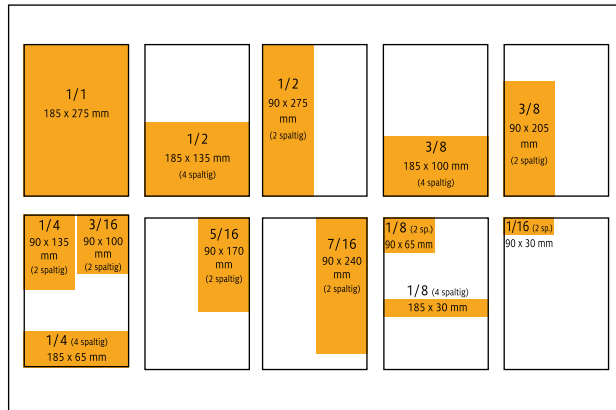 1/1
185 x 275 mm
1/2
185 x 135 mm
(4 spaltig)
1/2
90 x 275
mm
(2 spaltig)
3/8
185 x 100 mm
(4 spaltig)
3/8
90 x 205
mm
(2 spaltig)
1/4
90 x 135
mm
(2 spaltig)
3/16
90 x 100
mm
(2 spaltig)
1/4 (4 spaltig)
185 x 65 mm
5/16
90 x 170
mm
(2 spaltig)
7/16
90 x 240
mm
(2 spaltig)
1/8 (2 sp.)
90 x 65 mm
1/8 (4 spaltig)
185 x 30 mm
1/16 (2 sp.)
90 x 30 mm